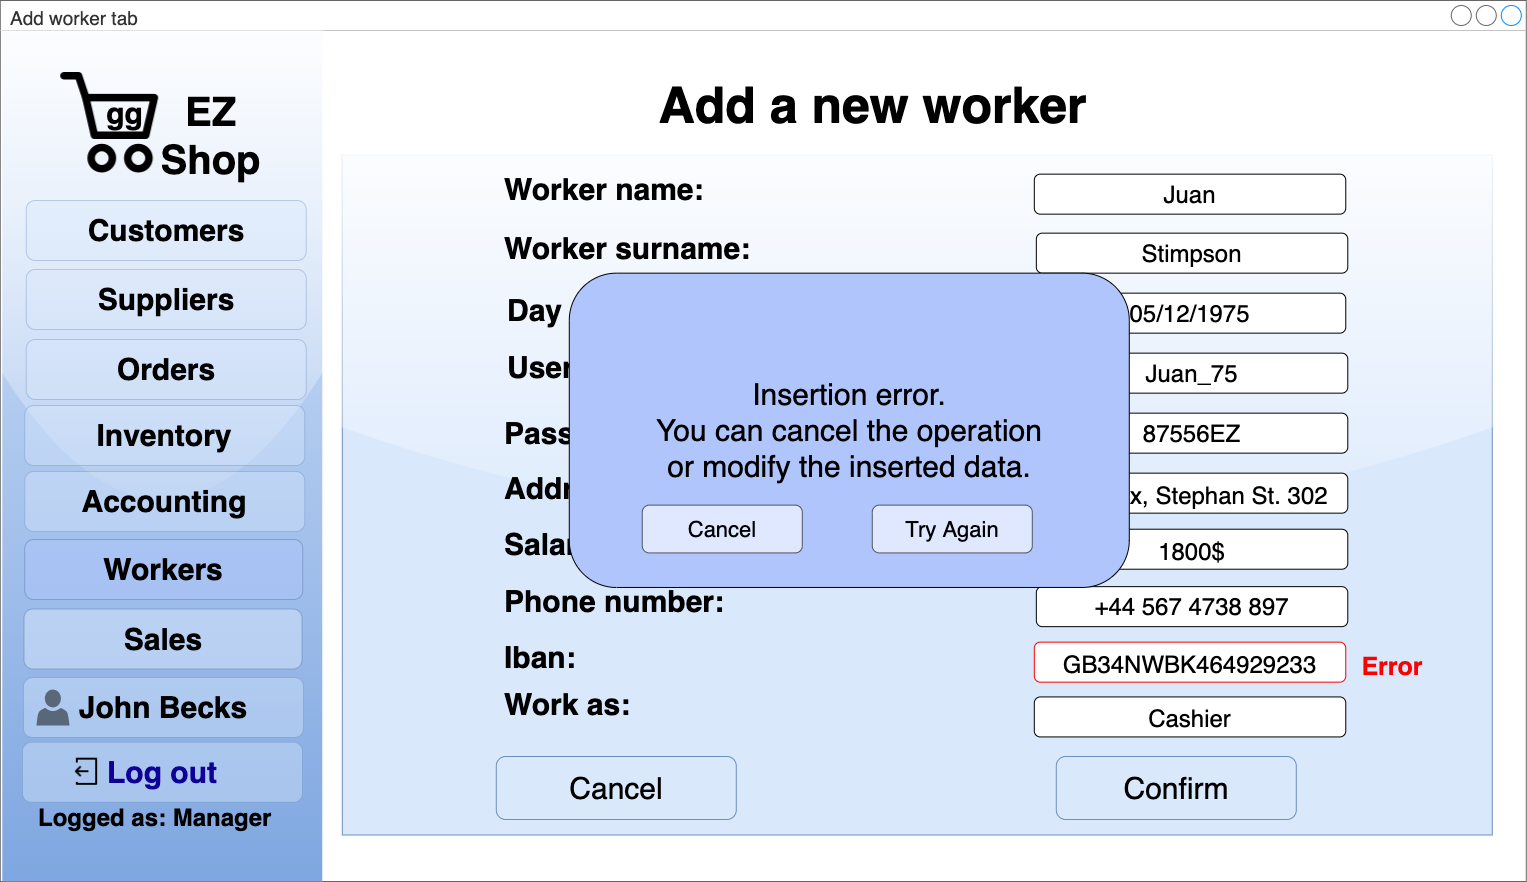 Add worker tab
gg EZ
Shop
Customers
Suppliers
Orders
Inventory
Accounting
Workers
Sales
John Becks
Log out
Logged as: Manager
Add a new worker
Worker name:
Juan
Worker surname:
Stimpson
Day
05/12/1975
User
Juan_75
Pass
87556EZ
Addr
x, Stephan St. 302
Salar
1800$
Insertion error.
You can cancel the operation
or modify the inserted data.
Cancel
Try Again
Phone number:
+44 567 4738 897
Iban:
GB34NWBK464929233
Error
Work as:
Cashier
Cancel
Confirm